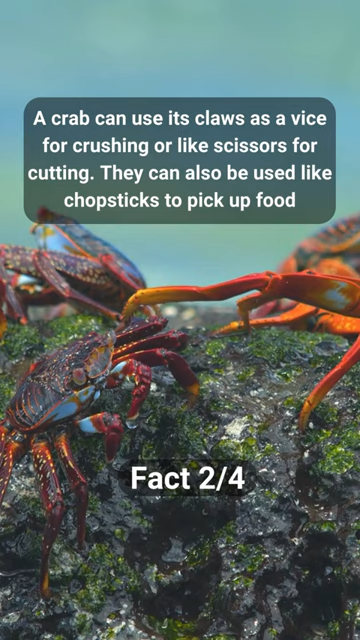 A crab can use its claws as a vice
for crushing or like scissors for
cutting. They can also be used like
chopsticks to pick up food
Fact 2/4